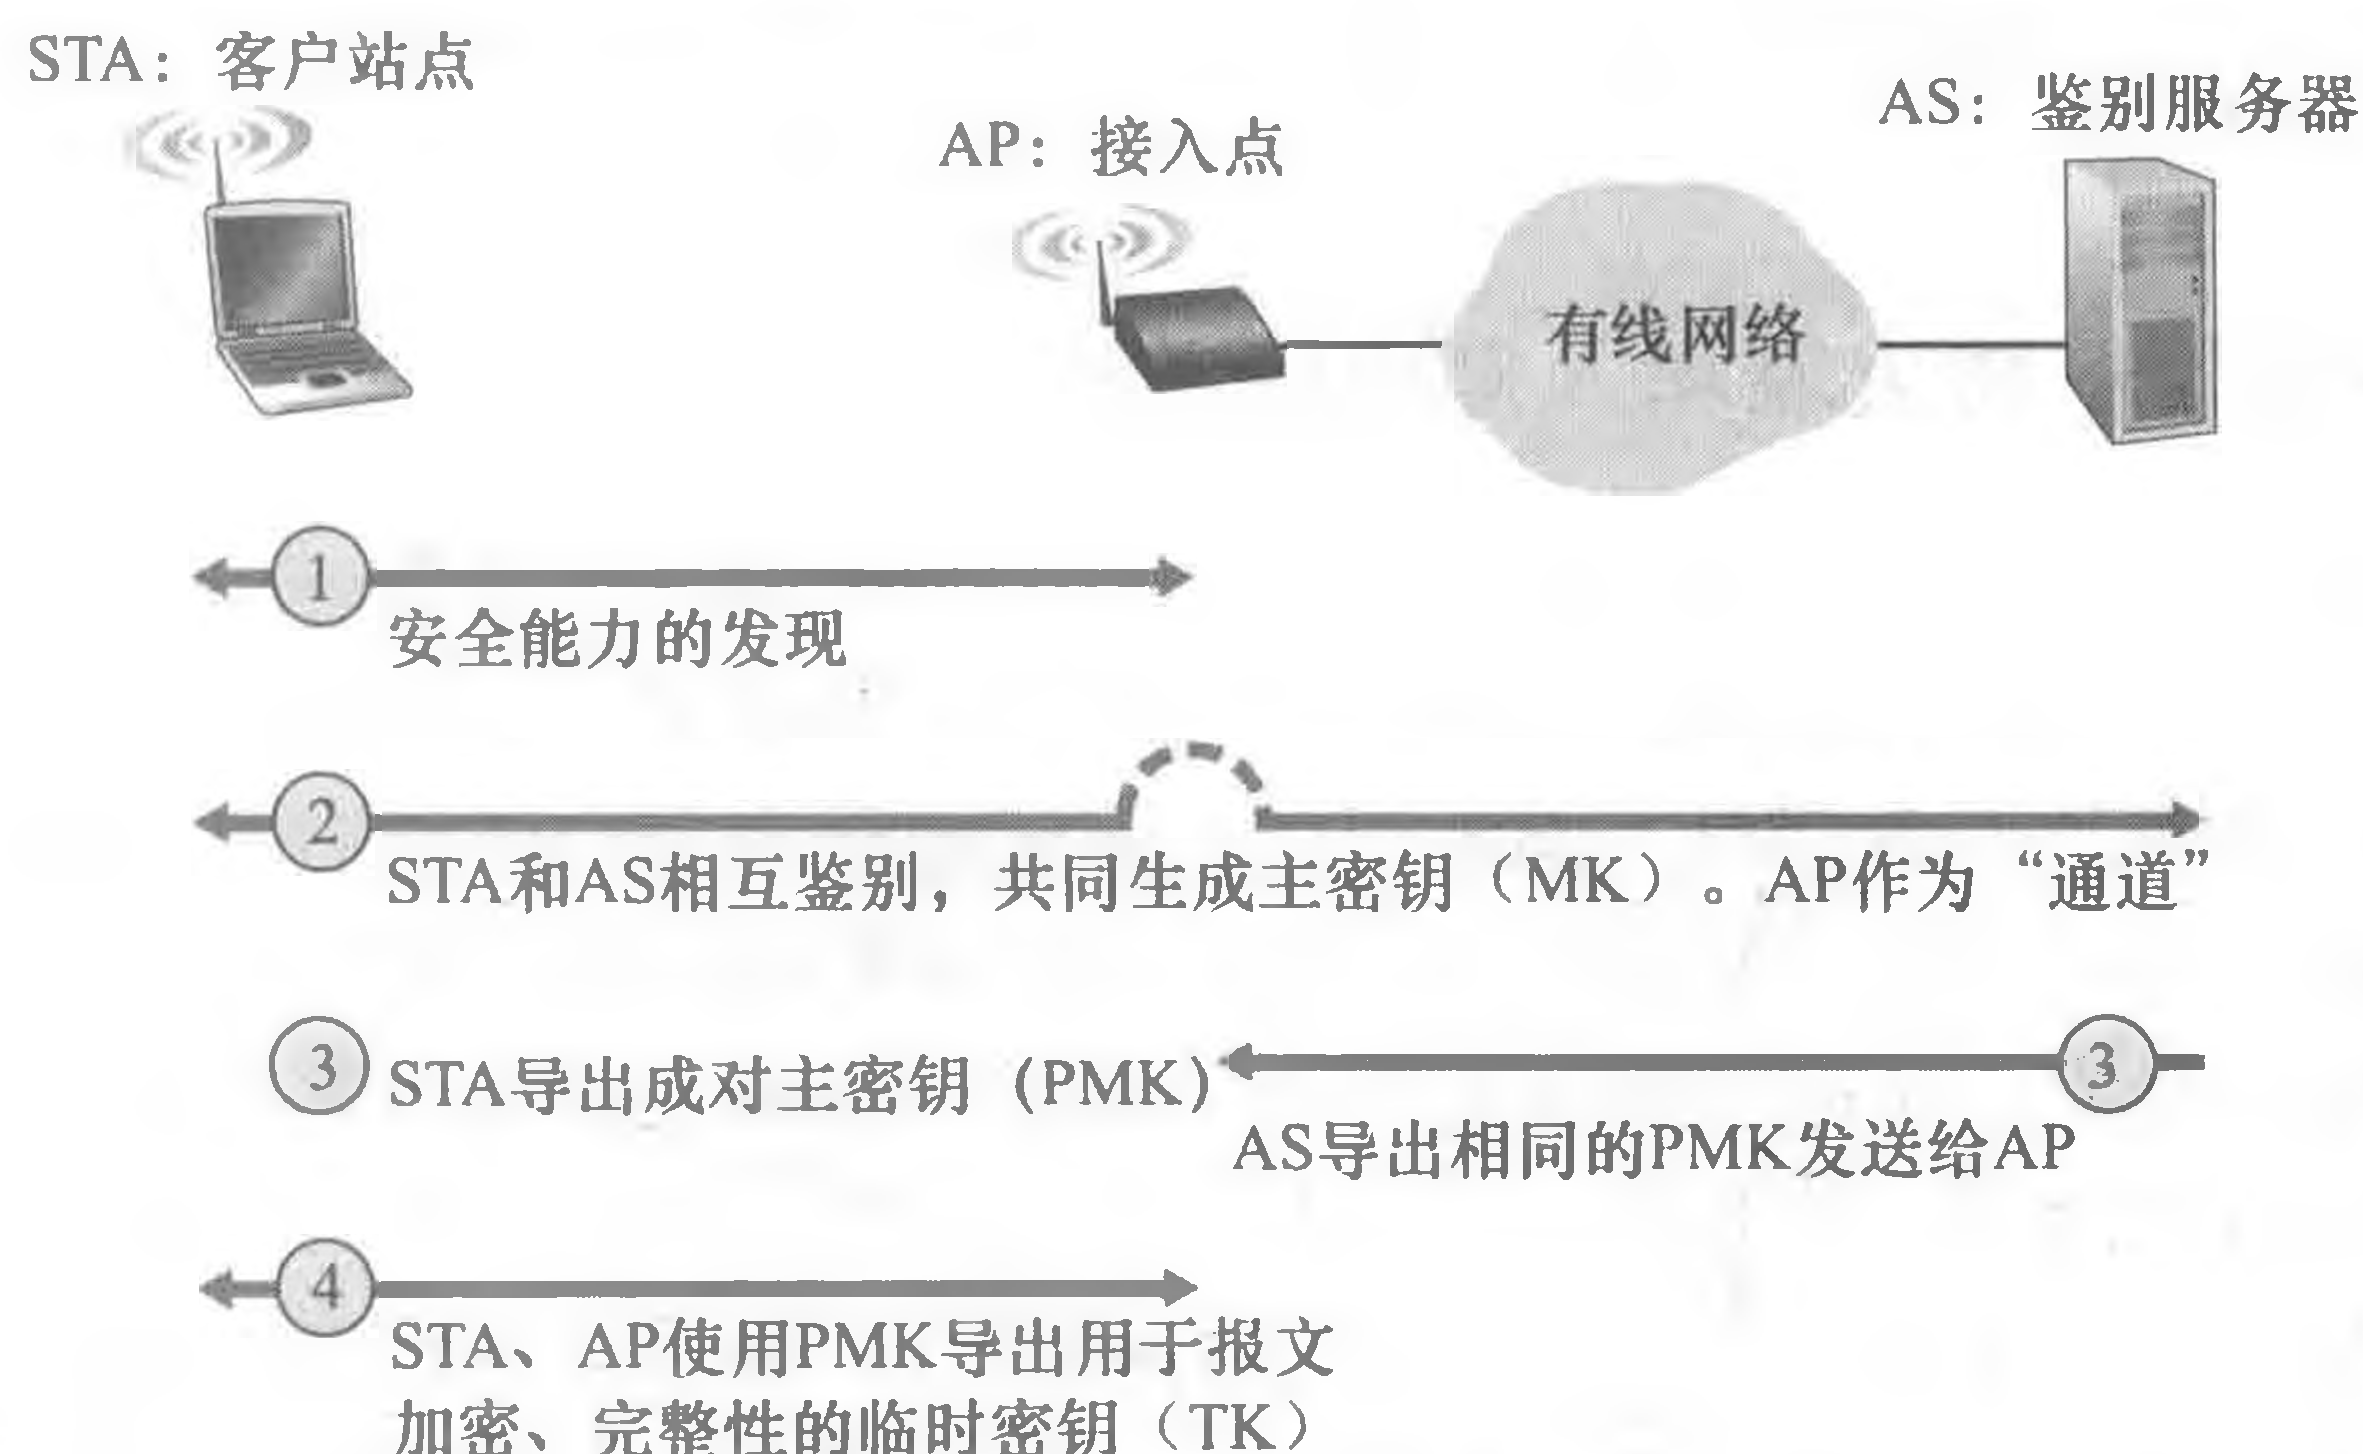 STA：客户站点
AP：接入点
AS：鉴别服务器
有线网络
1
安全能力的发现
2
STA和AS相互鉴别，共同生成主密钥（MK）。AP作为“通道”
3 STA导出成对主密钥（PMK）
3
AS导出相同的PMK发送给AP
4
STA、AP使用PMK导出用于报文
加密、完整性的临时密钥（TK）